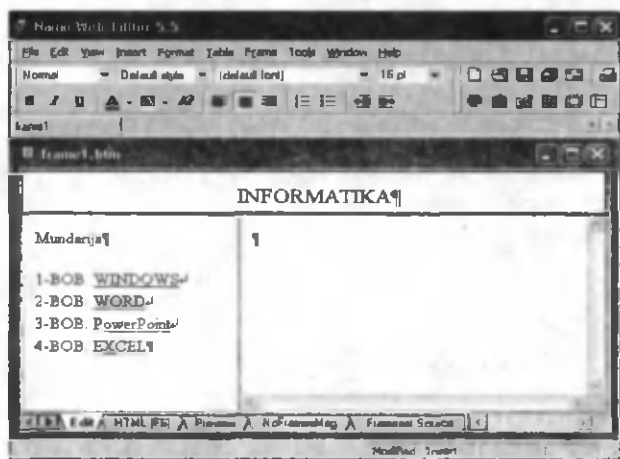 Namo Web Editor 5.5
File Edit View Insert Format Table Frame Tools Window Help
Normal Default style [default font] 16 pt
B I U A
frame1
frame1.htm
INFORMATIKA¶
Mundarija¶ ¶
1-BOB. WINDOWS↵
2-BOB. WORD↵
3-BOB. PowerPoint↵
4-BOB. EXCEL¶
Edit HTML Preview NoFramesMsg Frameset Source
Modified Insert